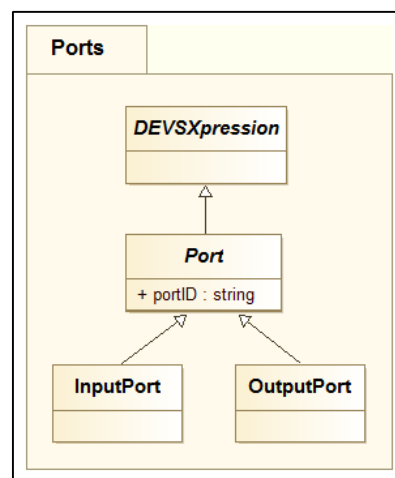 Ports
DEVSXpression
Port
+ portID : string
InputPort
OutputPort